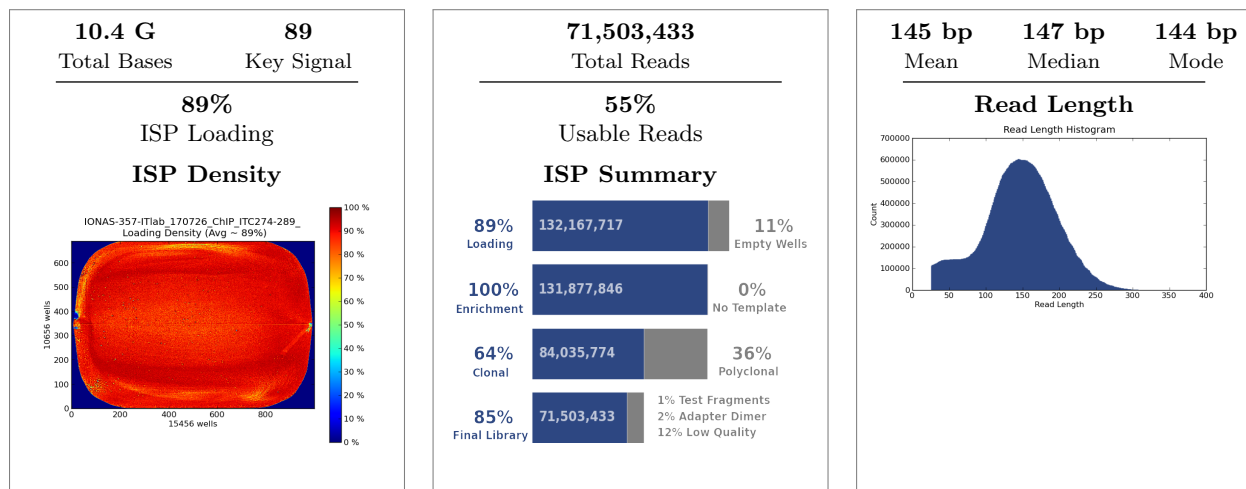 10.4 G
Total Bases
89
Key Signal
89%
ISP Loading
ISP Density
IONAS-357-ITlab_170726_ChIP_ITC274-289_
Loading Density (Avg ~ 89%)
100 %
90 %
80 %
70 %
60 %
50 %
40 %
30 %
20 %
10 %
0 %
600
500
400
300
200
100
0
10656 wells
0 200 400 600 800
15456 wells
71,503,433
Total Reads
55%
Usable Reads
ISP Summary
89%
Loading
132,167,717
11%
Empty Wells
100%
Enrichment
131,877,846
0%
No Template
64%
Clonal
84,035,774
36%
Polyclonal
85%
Final Library
71,503,433
1% Test Fragments
2% Adapter Dimer
12% Low Quality
145 bp
Mean
147 bp
Median
144 bp
Mode
Read Length
Read Length Histogram
700000
600000
500000
400000
300000
200000
100000
0
Count
0 50 100 150 200 250 300 350 400
Read Length